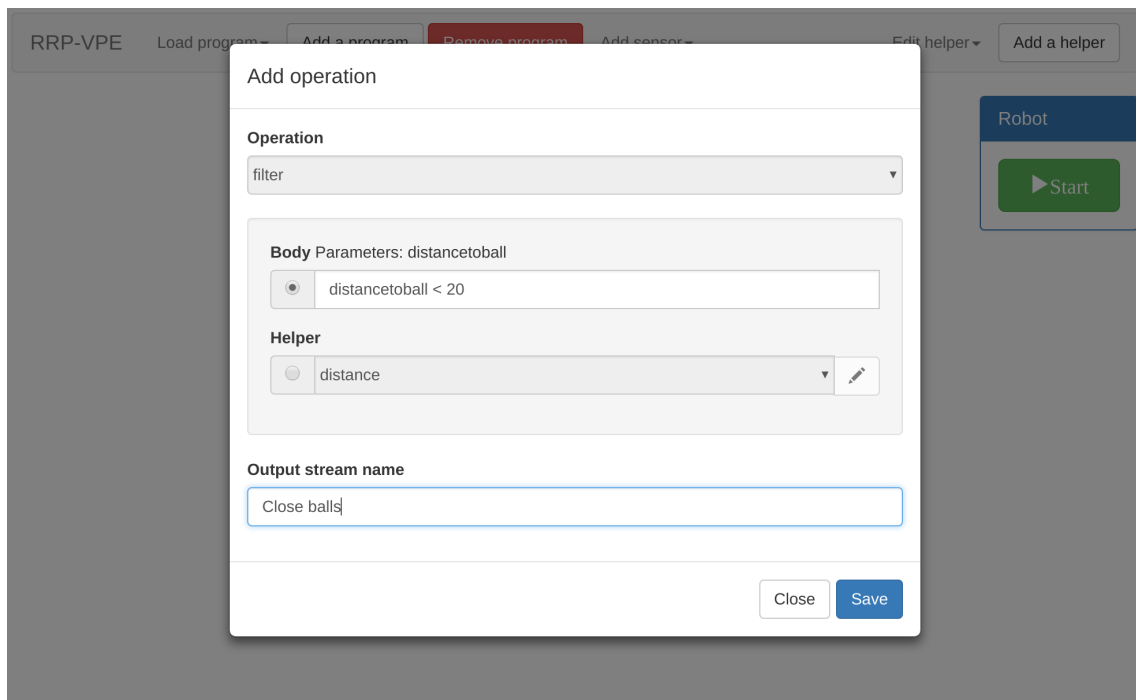 RRP-VPE Load program Add a program Remove program Add sensor Edit helper Add a helper
Add operation
Robot
Operation
filter
Start
Body Parameters: distancetoball
distancetoball < 20
Helper
distance
Output stream name
Close balls
Close Save